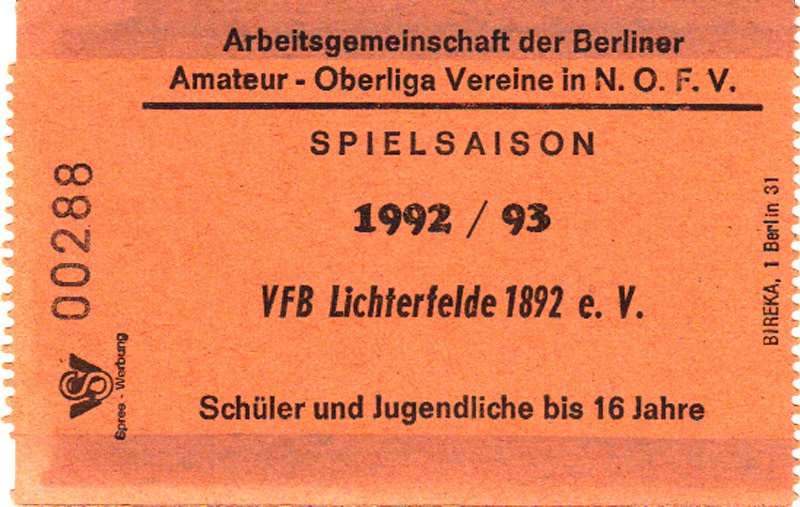 Arbeitsgemeinschaft der Berliner
Amateur - Oberliga Vereine in N. O. F. V.
SPIELSAISON
1992 / 93
VFB Lichterfelde 1892 e. V.
Schüler und Jugendliche bis 16 Jahre
00288
VSW
Spree - Werbung
BIREKA, 1 Berlin 31